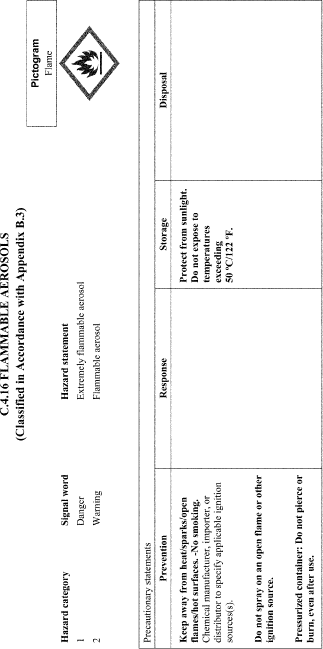 C.4.16 FLAMMABLE AEROSOLS
(Classified in Accordance with Appendix B.3)
Pictogram
Flame
Hazard category Signal word Hazard statement
1 Danger Extremely flammable aerosol
2 Warning Flammable aerosol
Precautionary statements
Prevention Response Storage Disposal
Keep away from heat/sparks/open
flames/hot surfaces. -No smoking.
Chemical manufacturer, importer, or
distributor to specify applicable ignition
sources(s).
Do not spray on an open flame or other
ignition source.
Pressurized container: Do not pierce or
burn, even after use.
Protect from sunlight.
Do not expose to
temperatures
exceeding
50 ºC/122 ºF.